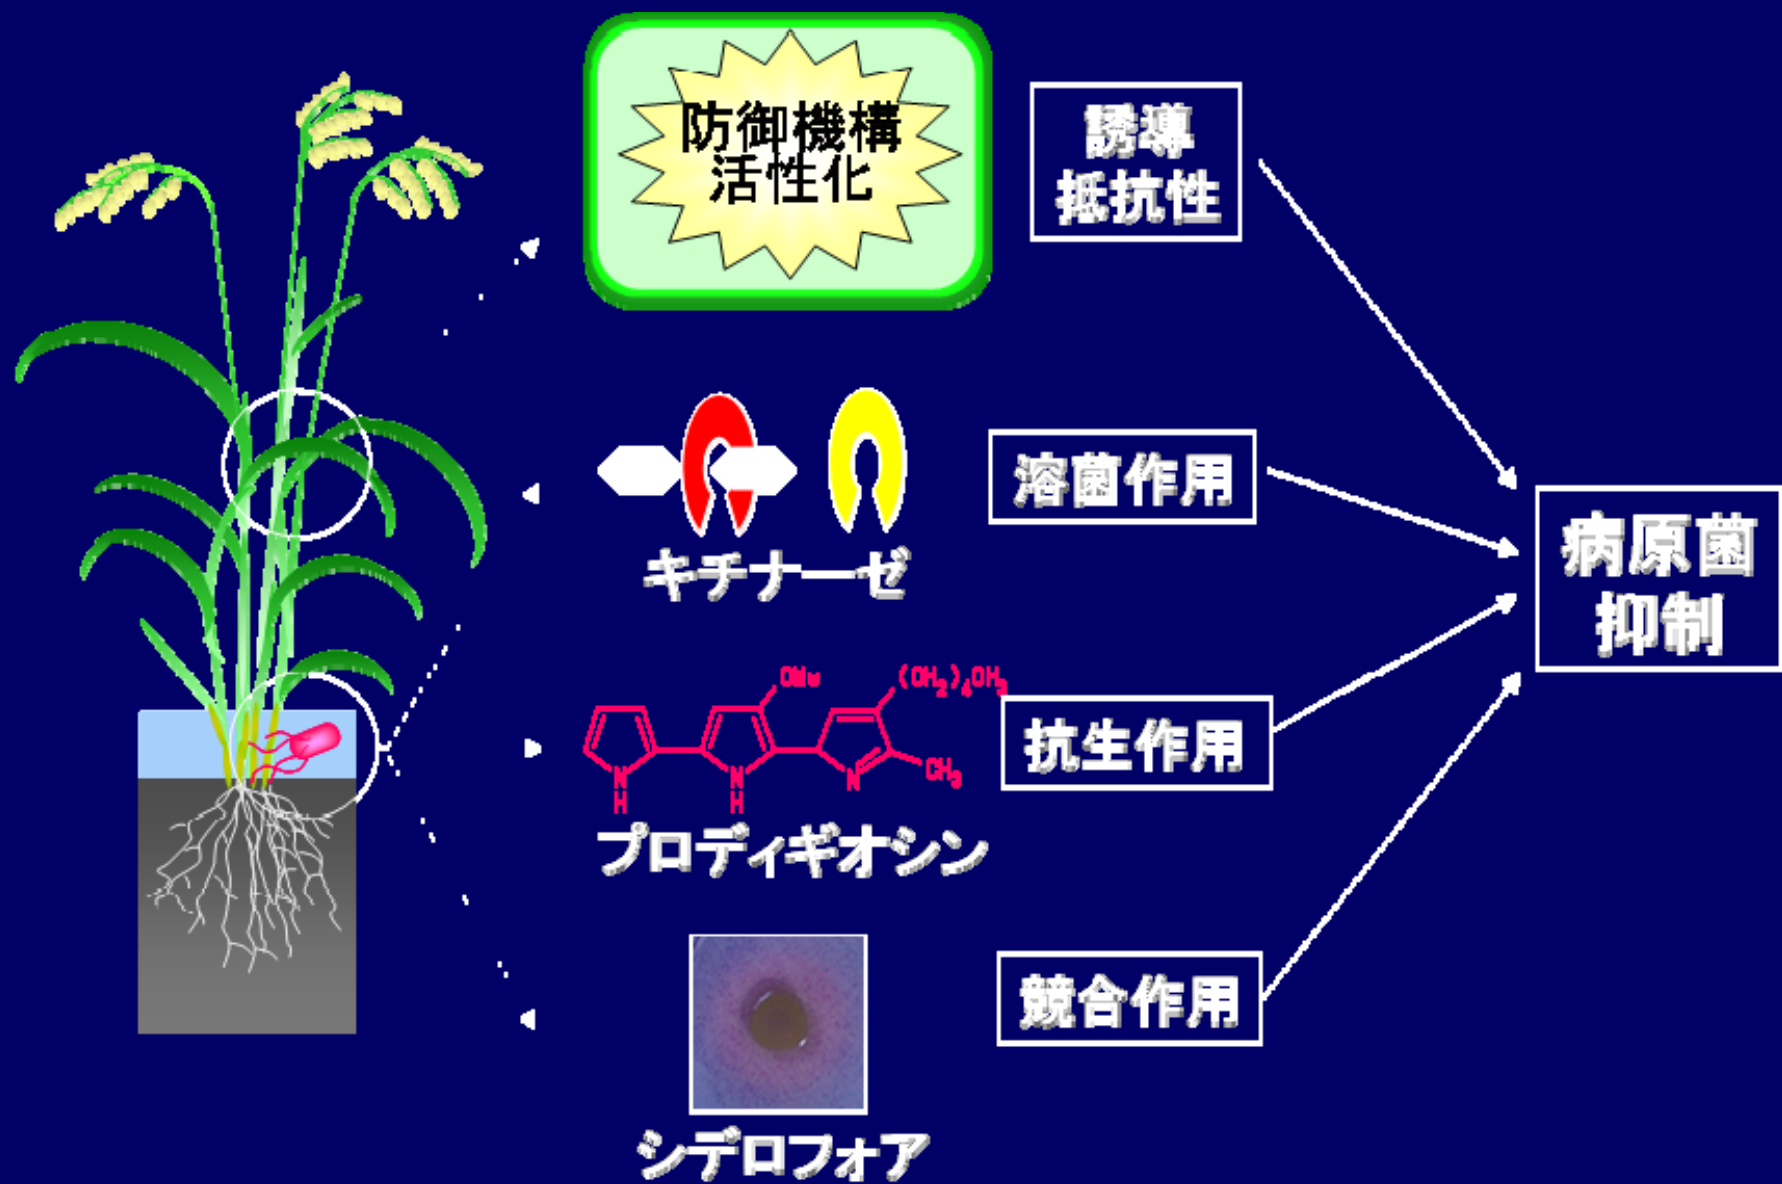 防御機構
活性化
誘導
抵抗性
キチナーゼ
溶菌作用
病原菌
抑制
OMe
(CH₂)₄CH₃
N
H
N
H
N
CH₃
プロディギオシン
抗生作用
シデロフォア
競合作用